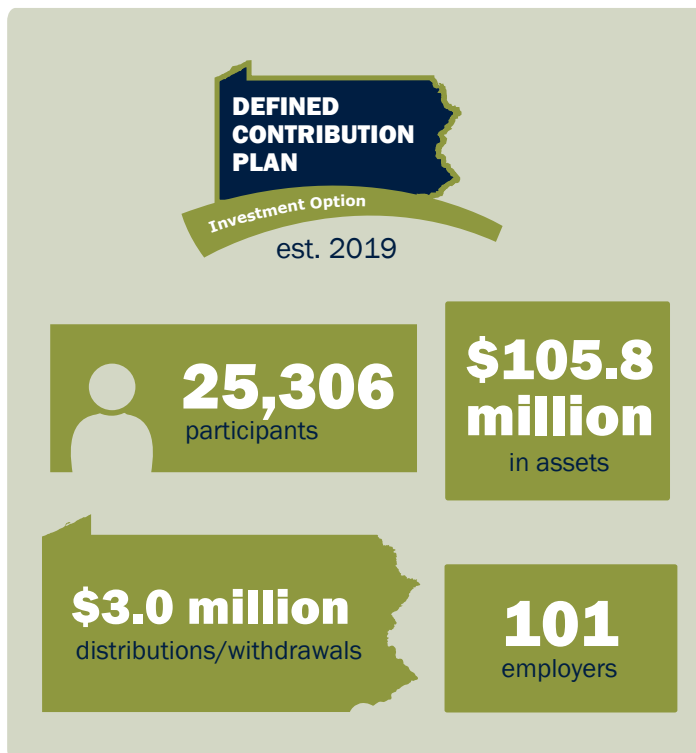 DEFINED
CONTRIBUTION
PLAN
Investment Option
est. 2019
25,306
participants
$105.8
million
in assets
$3.0 million
distributions/withdrawals
101
employers